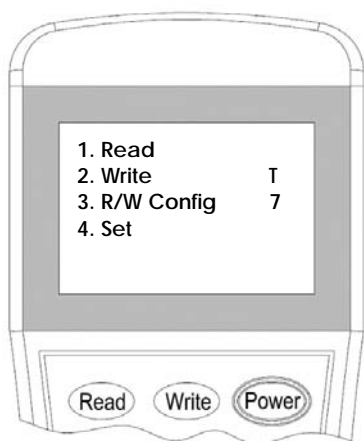 1. Read
2. Write T
3. R/W Config 7
4. Set
Read Write Power